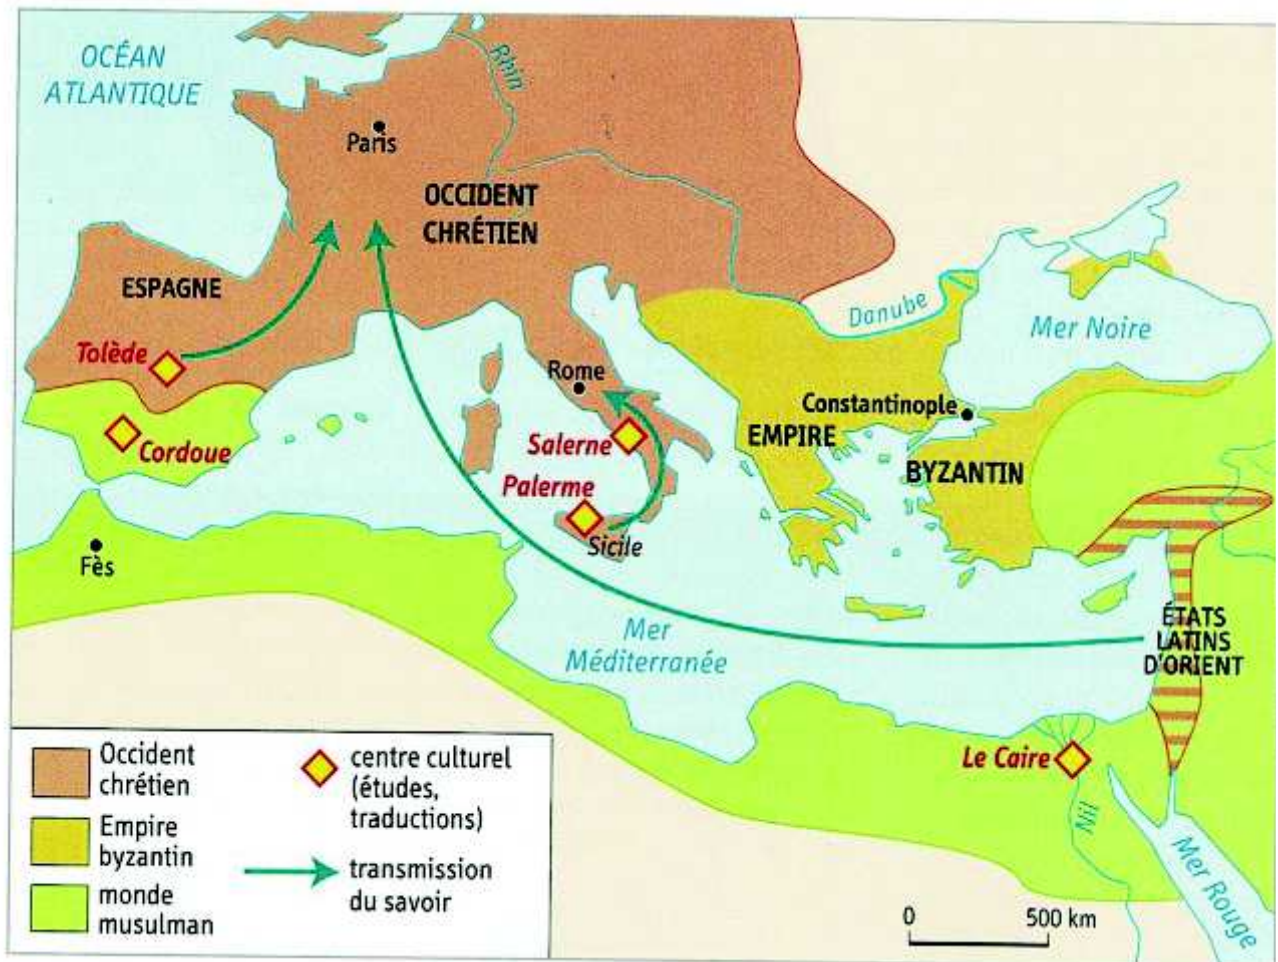 OCÉAN
ATLANTIQUE
Rhin
Paris
OCCIDENT
CHRÉTIEN
ESPAGNE
Danube
Mer Noire
Tolède
Rome
Constantinople
EMPIRE
BYZANTIN
Cordoue
Salerne
Palerme
Sicile
Fès
Mer
Méditerranée
ÉTATS
LATINS
D'ORIENT
Le Caire
Nil
Mer Rouge
Occident
chrétien
Empire
byzantin
monde
musulman
centre culturel
(études,
traductions)
transmission
du savoir
0 500 km